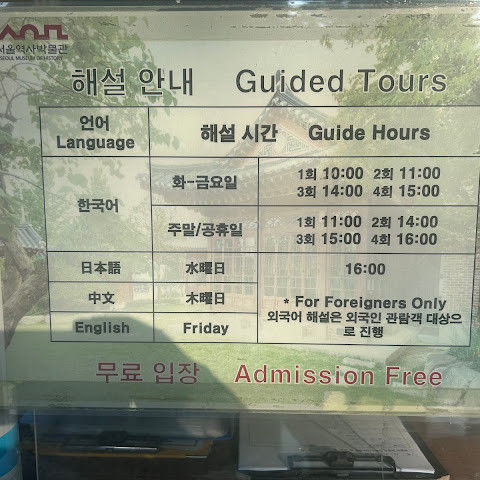 서울역사박물관
SEOUL MUSEUM OF HISTORY
해설 안내 Guided Tours
언어
Language
해설 시간 Guide Hours
한국어
화-금요일
1회 10:00 2회 11:00
3회 14:00 4회 15:00
주말/공휴일
1회 11:00 2회 14:00
3회 15:00 4회 16:00
日本語 水曜日 16:00
中文 木曜日
English Friday
* For Foreigners Only
외국어 해설은 외국인 관람객 대상으
로 진행
무료 입장 Admission Free